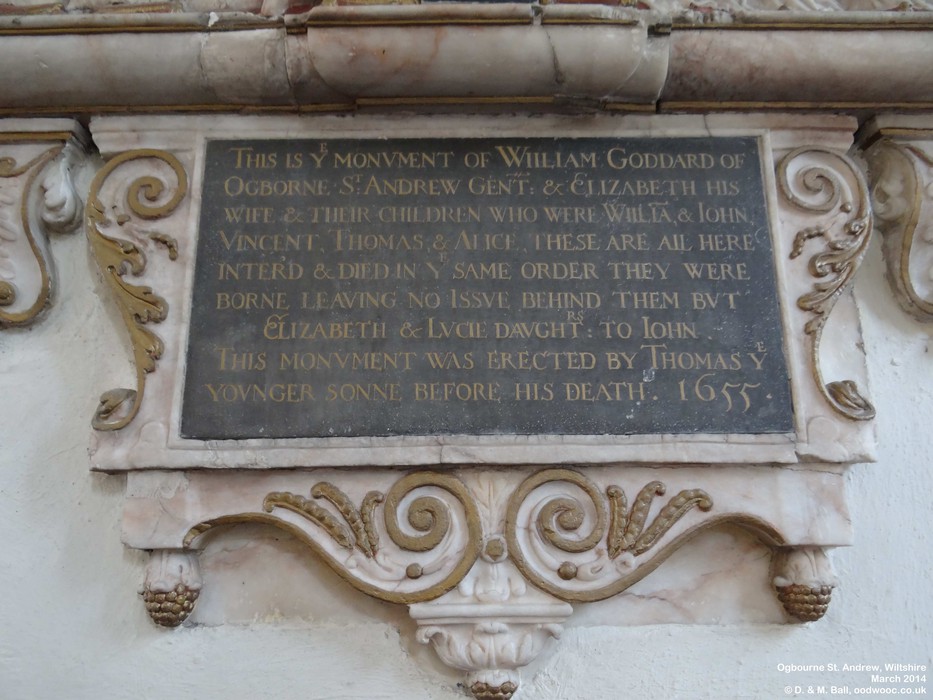 THIS IS Yᴱ MONVMENT OF WILLIAM GODDARD OF
OGBORNE Sᵀ. ANDREW GENᵀ: & ELIZABETH HIS
WIFE & THEIR CHILDREN WHO WERE WILLIÃ, & IOHN,
VINCENT, THOMAS, & ALICE, THESE ARE ALL HERE
INTER'D & DIED IN Yᴱ SAME ORDER THEY WERE
BORNE LEAVING NO ISSVE BEHIND THEM BVT
ELIZABETH & LVCIE DAVGHTᴿˢ: TO IOHN
THIS MONVMENT WAS ERECTED BY THOMAS Yᴱ
YOVNGER SONNE BEFORE HIS DEATH. 1655.
Ogbourne St. Andrew, Wiltshire
March 2014
© D. & M. Ball, oodwooc.co.uk